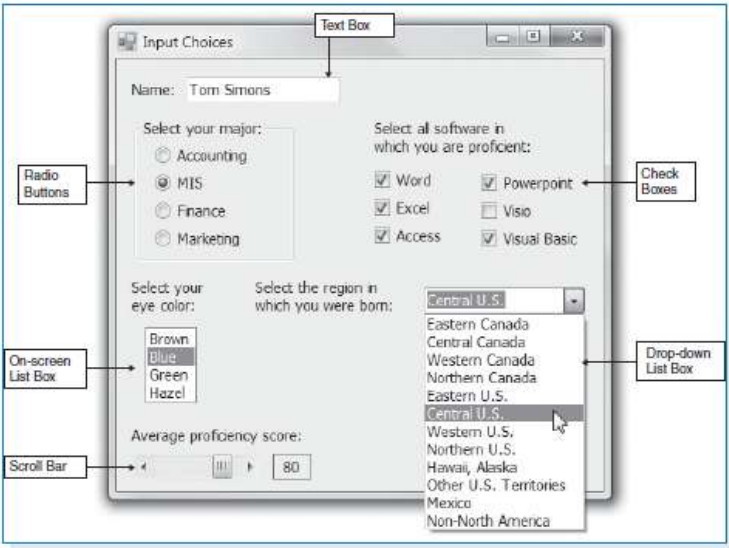 Text Box
Input Choices
Name: Tom Simons
Select your major:
Accounting
MIS
Finance
Marketing
Select all software in
which you are proficient:
Word
Powerpoint
Excel
Visio
Access
Visual Basic
Radio
Buttons
Check
Boxes
Select your
eye color:
Brown
Blue
Green
Hazel
Select the region in
which you were born:
Central U.S.
Eastern Canada
Central Canada
Western Canada
Northern Canada
Eastern U.S.
Central U.S.
Western U.S.
Northern U.S.
Hawaii, Alaska
Other U.S. Territories
Mexico
Non-North America
On-screen
List Box
Drop-down
List Box
Average proficiency score:
80
Scroll Bar